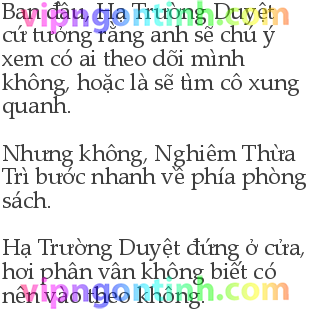 Ban đầu, Hạ Trường Duyệt
cứ tưởng rằng anh sẽ chú ý
xem có ai theo dõi mình
không, hoặc là sẽ tìm cô xung
quanh.
Nhưng không, Nghiêm Thừa
Trì bước nhanh về phía phòng
sách.
Hạ Trường Duyệt đứng ở cửa,
hơi phân vân không biết có
nên vào theo không.
vipngontinh.com
vipngontinh.com